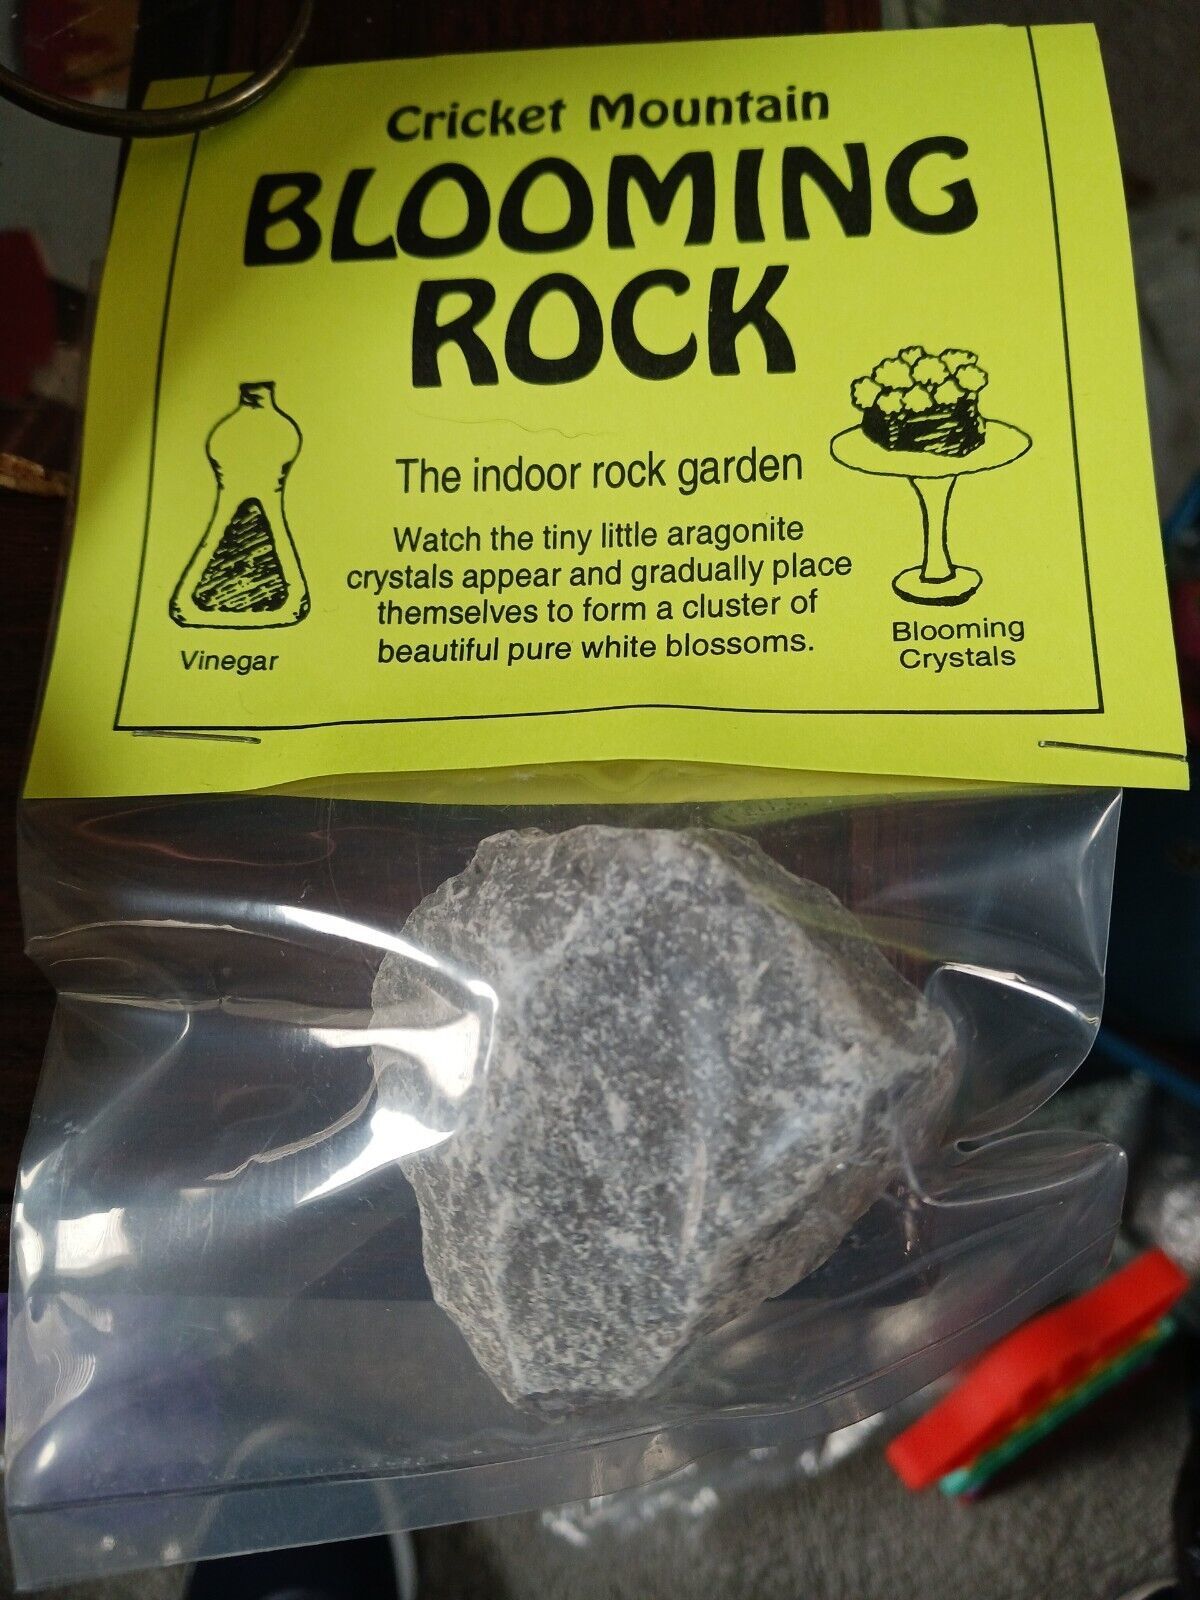 Cricket Mountain
BLOOMING
ROCK
The indoor rock garden
Watch the tiny little aragonite
crystals appear and gradually place
themselves to form a cluster of
beautiful pure white blossoms.
Vinegar
Blooming
Crystals